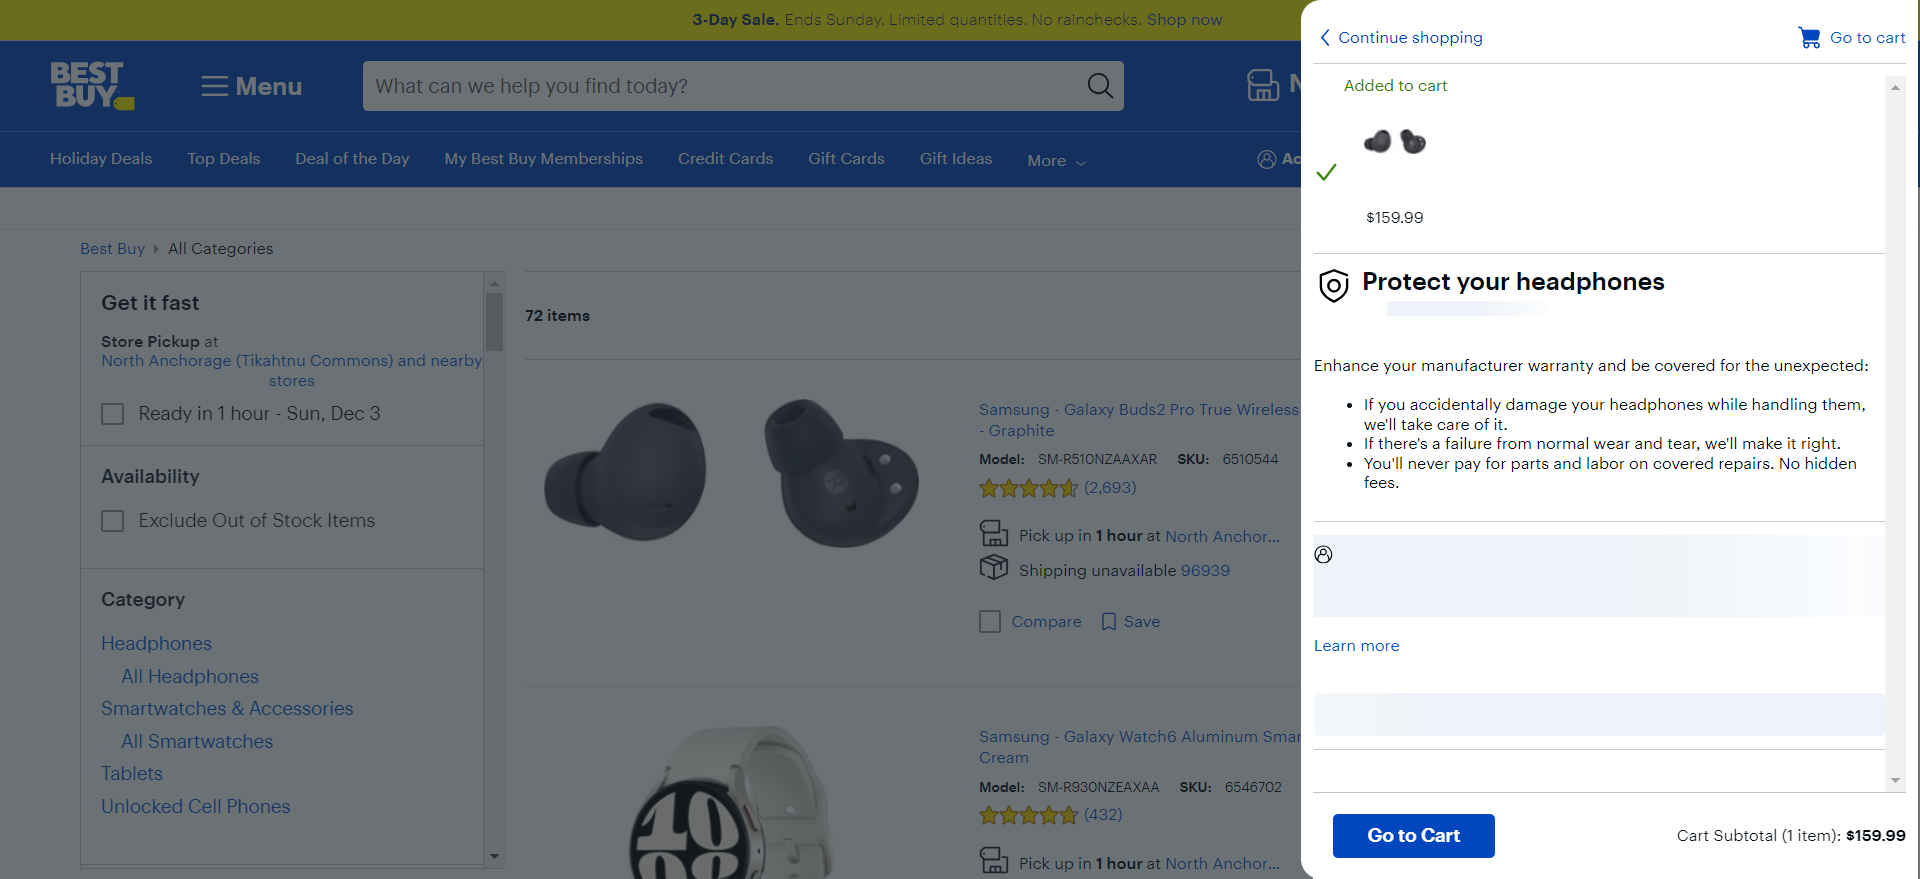 3-Day Sale. Ends Sunday. Limited quantities. No rainchecks. Shop now
BEST BUY
Menu
What can we help you find today?
N
Holiday Deals
Top Deals
Deal of the Day
My Best Buy Memberships
Credit Cards
Gift Cards
Gift Ideas
More
Ac
Best Buy
All Categories
Get it fast
Store Pickup at
North Anchorage (Tikahtnu Commons) and nearby
stores
Ready in 1 hour - Sun, Dec 3
Availability
Exclude Out of Stock Items
Category
Headphones
All Headphones
Smartwatches & Accessories
All Smartwatches
Tablets
Unlocked Cell Phones
72 items
Samsung - Galaxy Buds2 Pro True Wireless
- Graphite
Model: SM-R510NZAAXAR SKU: 6510544
(2,693)
Pick up in 1 hour at North Anchor...
Shipping unavailable 96939
Compare
Save
Samsung - Galaxy Watch6 Aluminum Smar
Cream
Model: SM-R930NZEAXAA SKU: 6546702
(432)
Pick up in 1 hour at North Anchor...
Continue shopping
Go to cart
Added to cart
$159.99
Protect your headphones
Enhance your manufacturer warranty and be covered for the unexpected:
• If you accidentally damage your headphones while handling them,
we'll take care of it.
• If there's a failure from normal wear and tear, we'll make it right.
• You'll never pay for parts and labor on covered repairs. No hidden
fees.
Learn more
Go to Cart
Cart Subtotal (1 item): $159.99